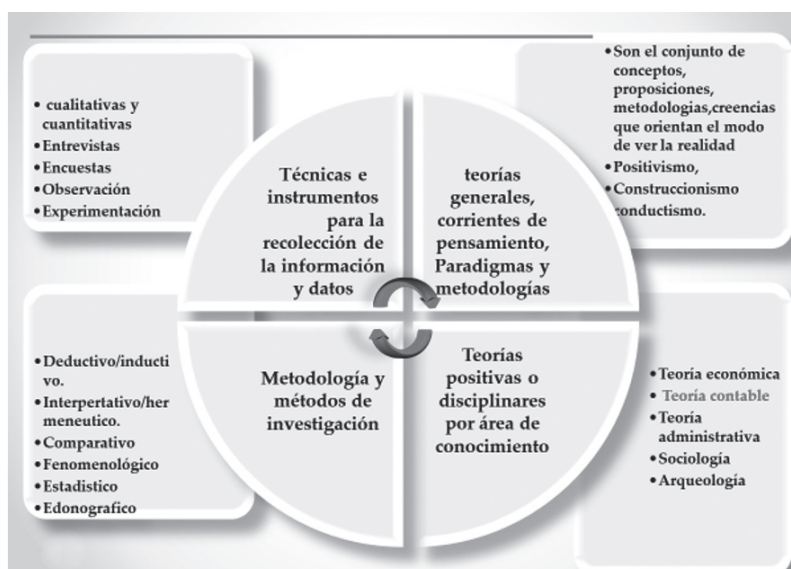 • cualitativas y
cuantitativas
• Entrevistas
• Encuestas
• Observación
• Experimentación
Técnicas e
instrumentos
para la
recolección de
la información
y datos
teorías
generales,
corrientes de
pensamiento,
Paradigmas y
metodologías
• Son el conjunto de
conceptos,
proposiciones,
metodologias,creencias
que orientan el modo
de ver la realidad
• Positivismo,
• Construccionismo
conductismo.
• Deductivo/inducti
vo.
• Interpertativo/her
meneutico.
• Comparativo
• Fenomenológico
• Estadistico
• Edonografico
Metodología y
métodos de
investigación
Teorías
positivas o
disciplinares
por área de
conocimiento
• Teoría económica
• Teoría contable
• Teoría
administrativa
• Sociología
• Arqueología